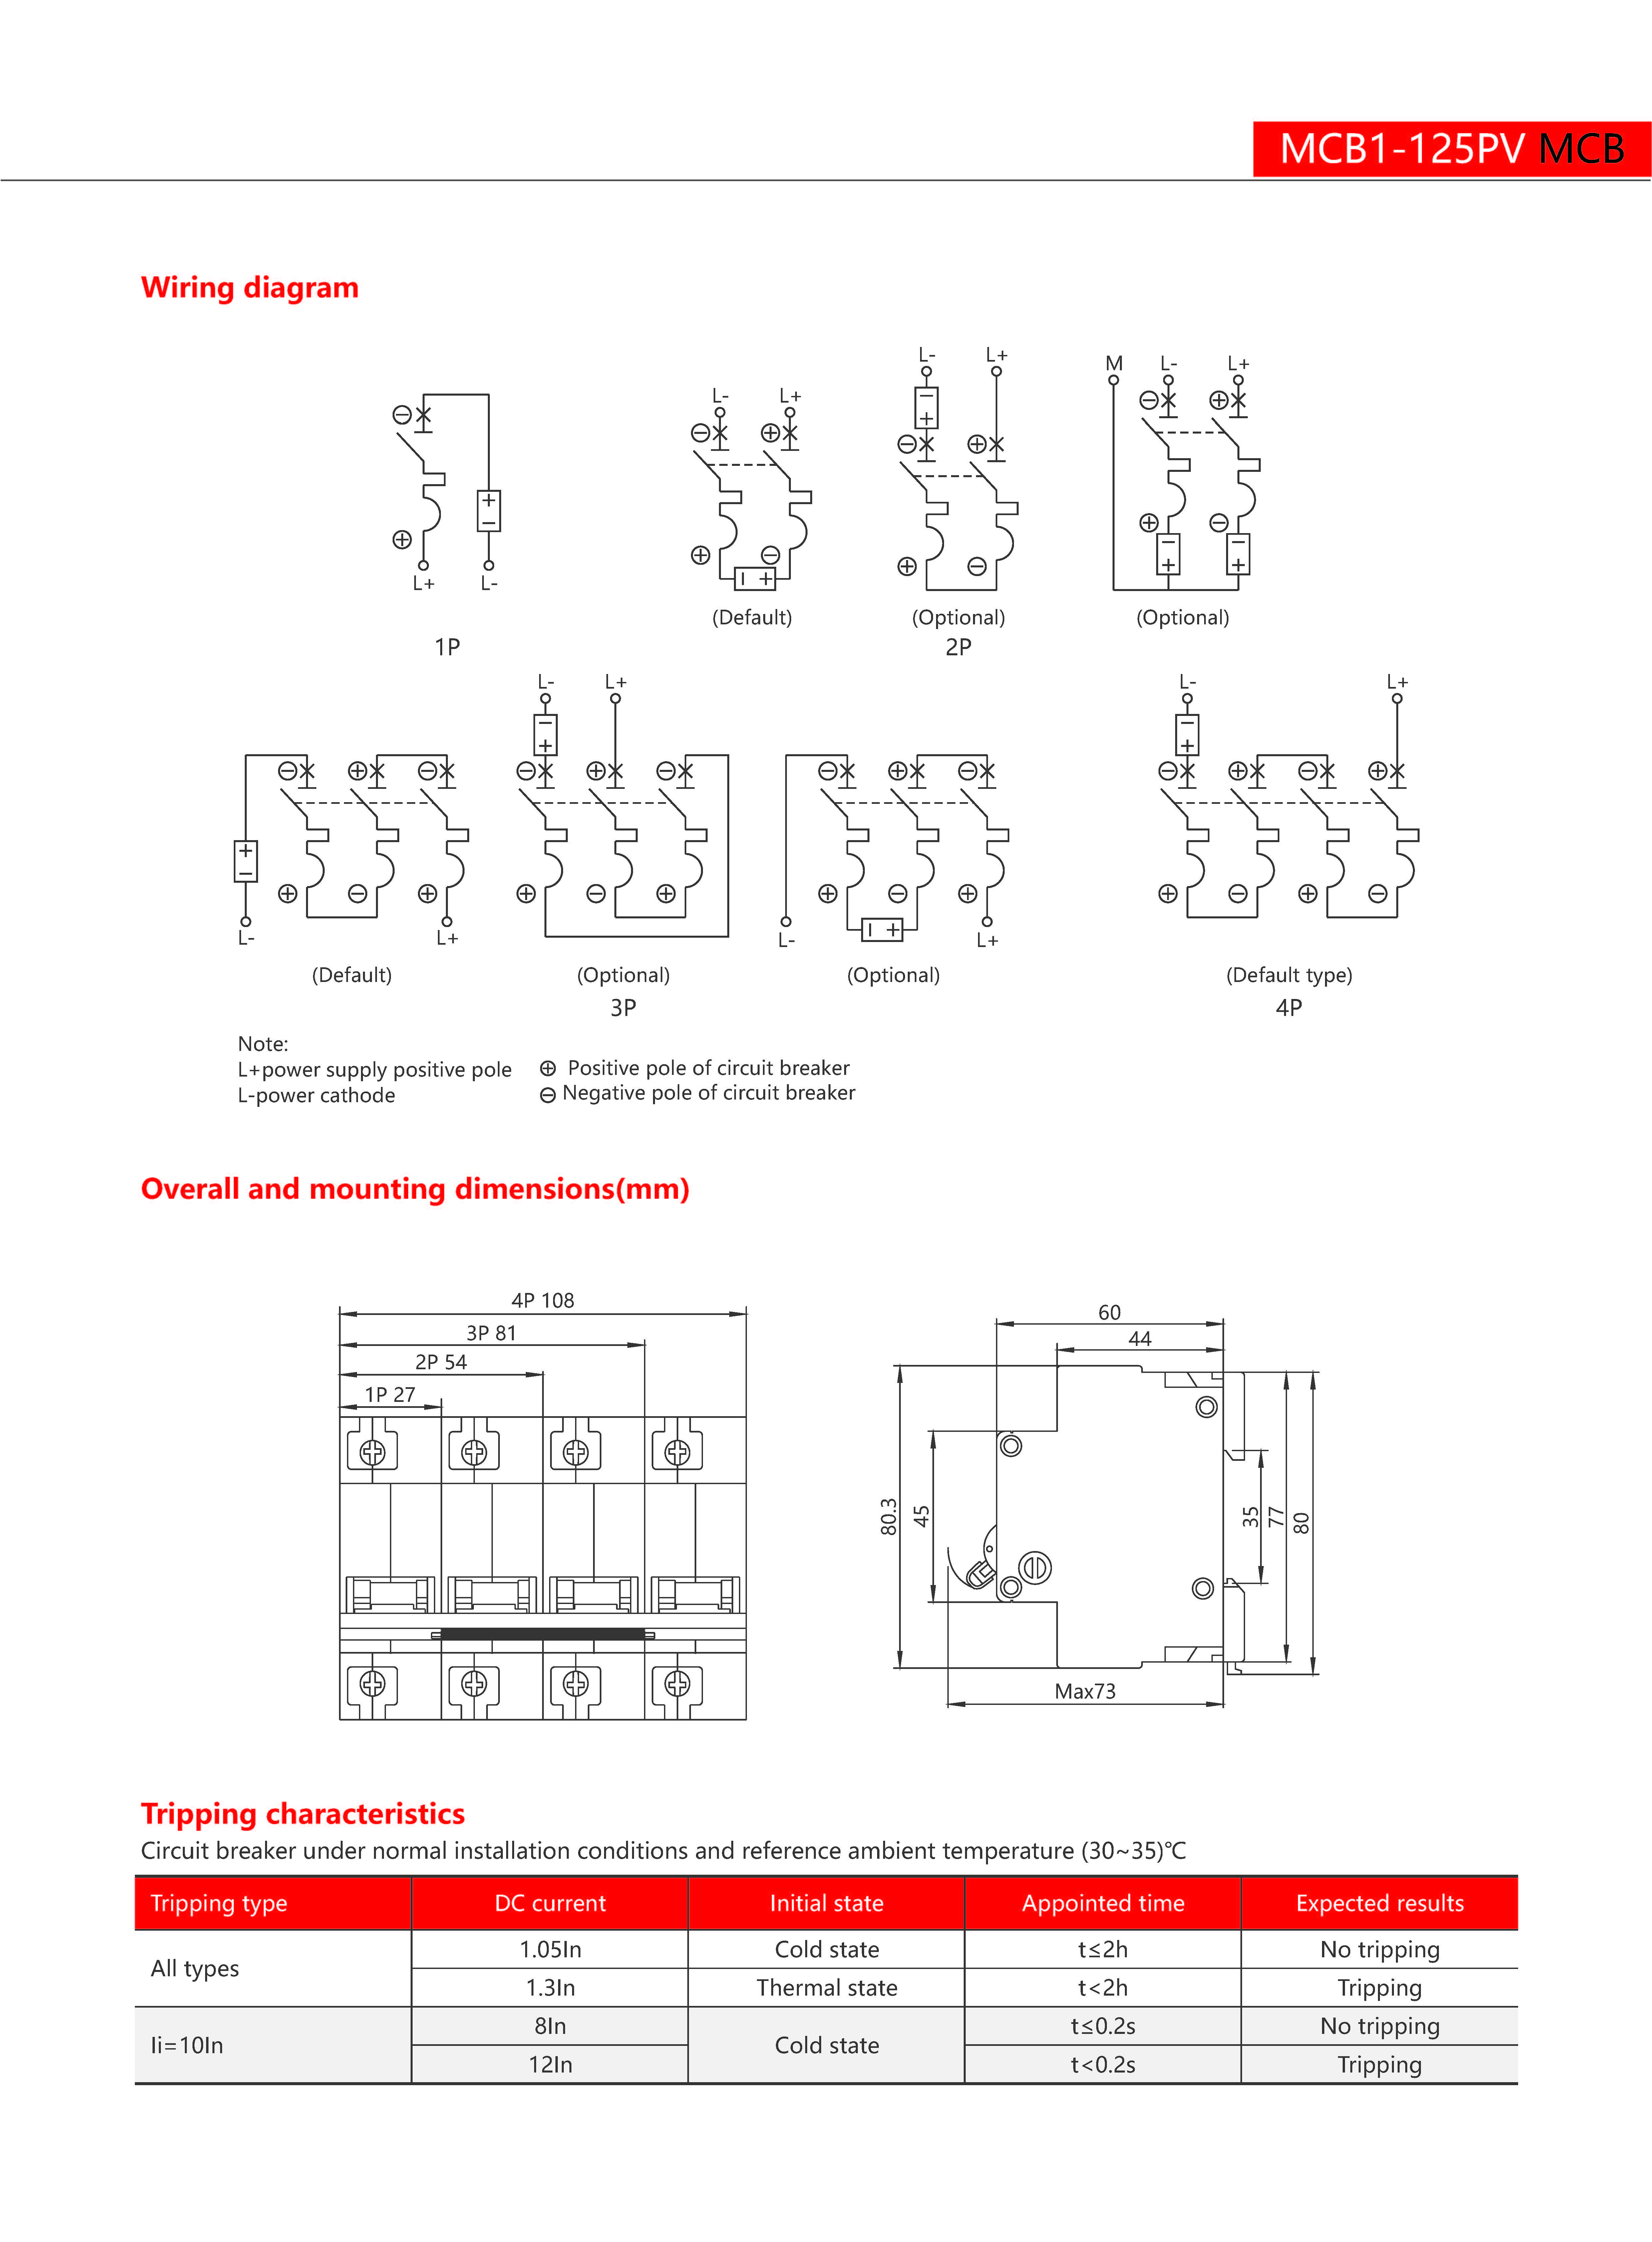 MCB1-125PV MCB
Wiring diagram
L- L+
M L- L+
L- L+
L+ L-
(Default) (Optional) (Optional)
1P 2P
L- L+ L- L+
L- L+ L- L+
(Default) (Optional) (Optional) (Default type)
3P 4P
Note:
L+power supply positive pole ⊕ Positive pole of circuit breaker
L-power cathode ⊖ Negative pole of circuit breaker
Overall and mounting dimensions(mm)
4P 108
3P 81
2P 54
1P 27
60
44
80.3
45
35
77
80
Max73
Tripping characteristics
Circuit breaker under normal installation conditions and reference ambient temperature (30~35)℃
Tripping type DC current Initial state Appointed time Expected results
All types
1.05In Cold state t≤2h No tripping
1.3In Thermal state t<2h Tripping
Ii=10In
8In Cold state t≤0.2s No tripping
12In t<0.2s Tripping